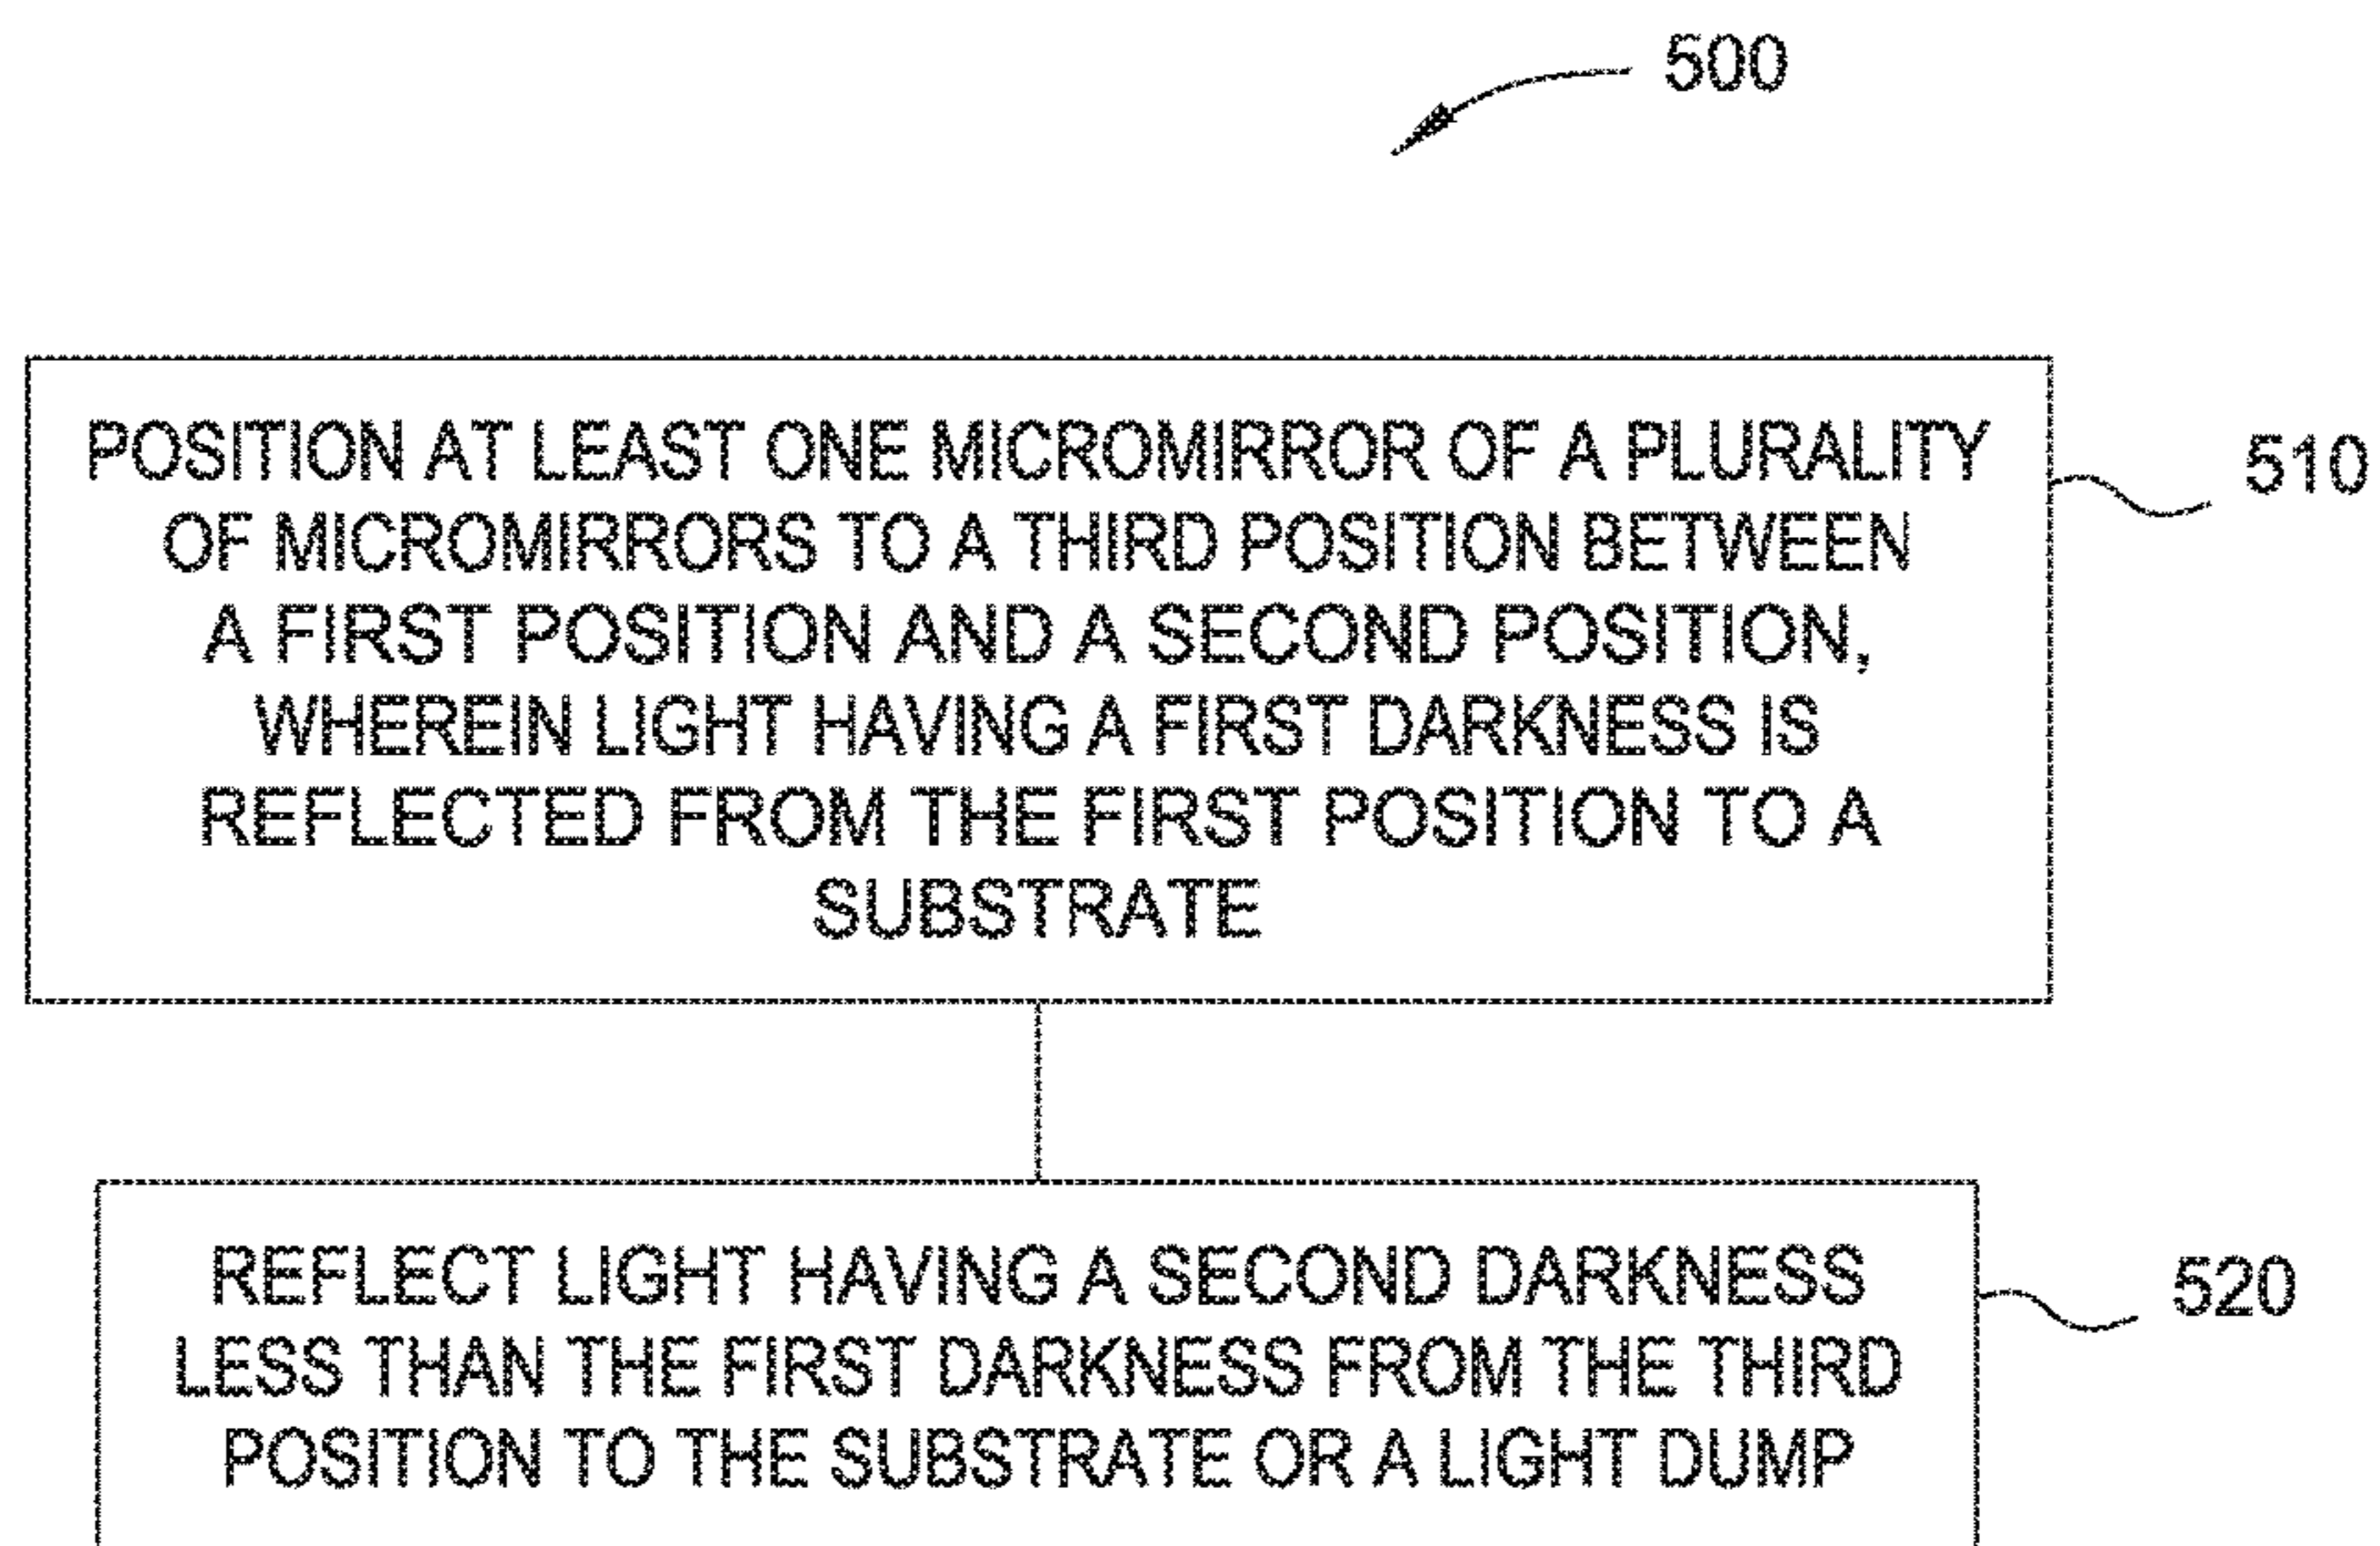 500
POSITION AT LEAST ONE MICROMIRROR OF A PLURALITY
OF MICROMIRRORS TO A THIRD POSITION BETWEEN
A FIRST POSITION AND A SECOND POSITION,
WHEREIN LIGHT HAVING A FIRST DARKNESS IS
REFLECTED FROM THE FIRST POSITION TO A
SUBSTRATE
510
REFLECT LIGHT HAVING A SECOND DARKNESS
LESS THAN THE FIRST DARKNESS FROM THE THIRD
POSITION TO THE SUBSTRATE OR A LIGHT DUMP
520